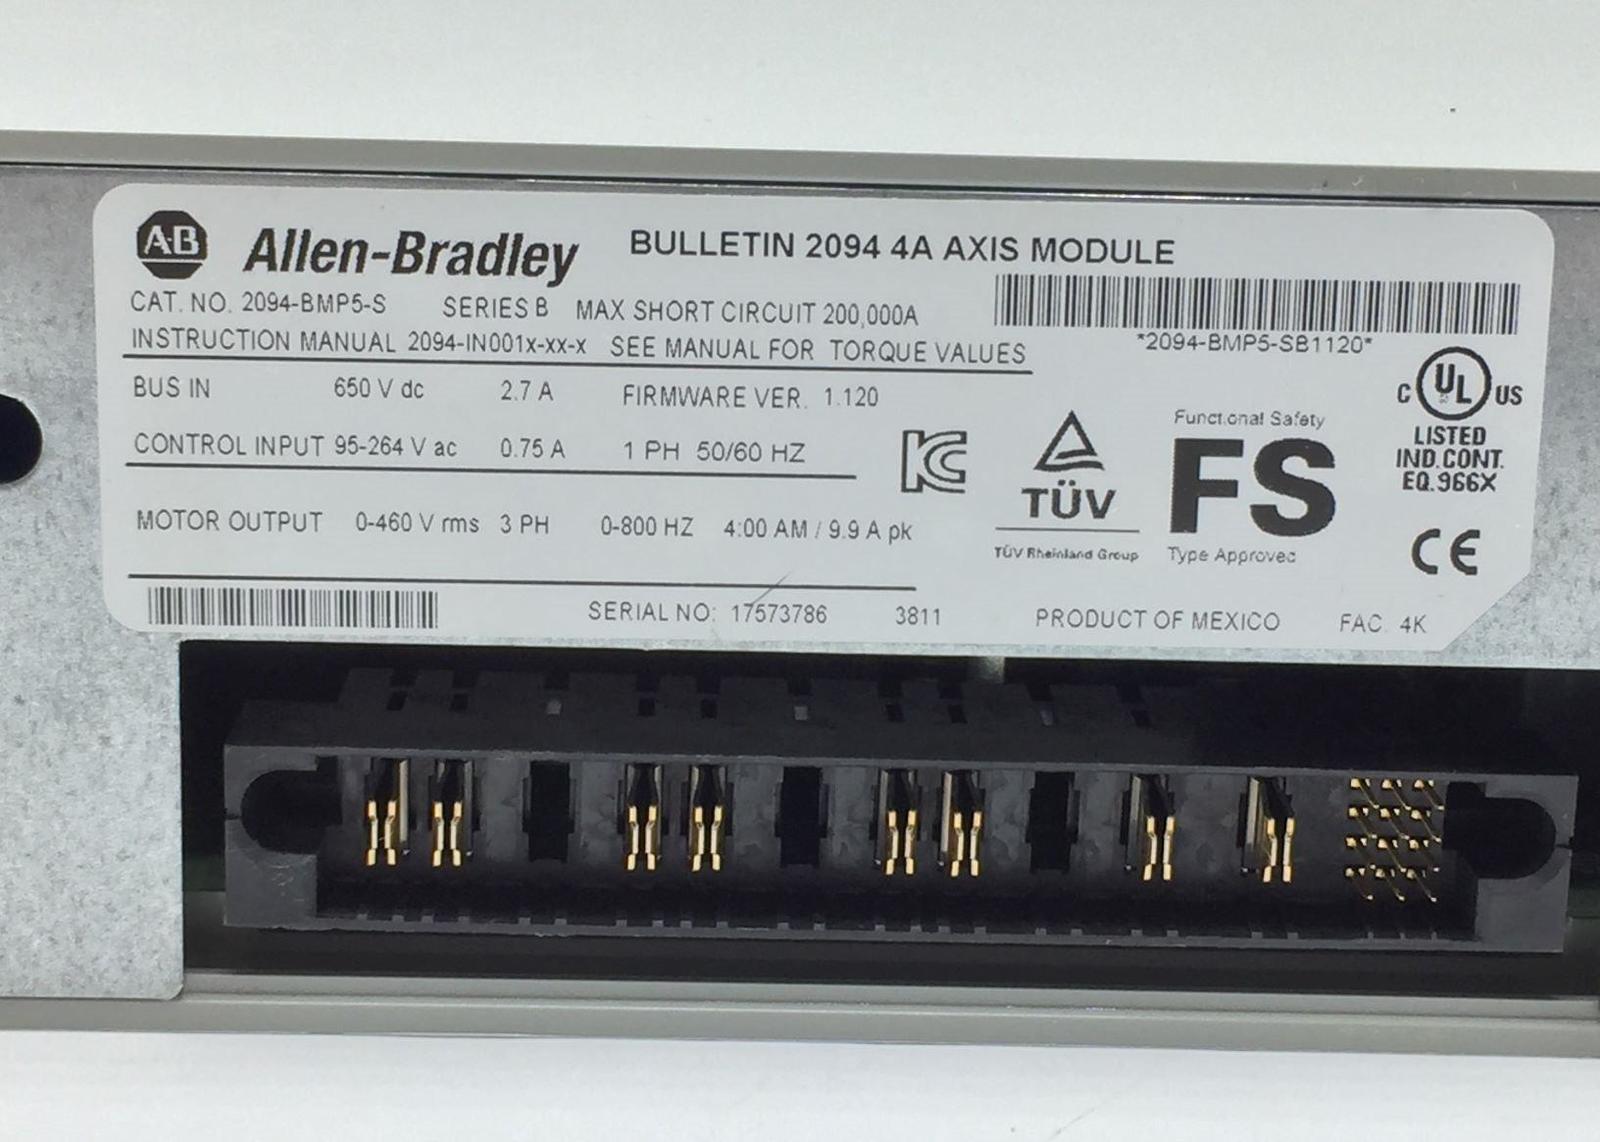 AB Allen-Bradley BULLETIN 2094 4A AXIS MODULE
CAT. NO. 2094-BMP5-S SERIES B MAX SHORT CIRCUIT 200,000A
INSTRUCTION MANUAL 2094-IN001X-XX-X SEE MANUAL FOR TORQUE VALUES
*2094-BMP5-SB1120*
BUS IN 650 V dc 2.7 A FIRMWARE VER. 1.120
CONTROL INPUT 95-264 V ac 0.75 A 1 PH 50/60 HZ
MOTOR OUTPUT 0-460 V rms 3 PH 0-800 HZ 4:00 AM / 9.9 A pk
KC
TÜV
TÜV Rheinland Group
Functional Safety
FS
Type Approved
C UL US
LISTED
IND. CONT.
EQ. 966X
CE
SERIAL NO: 17573786 3811 PRODUCT OF MEXICO FAC. 4K